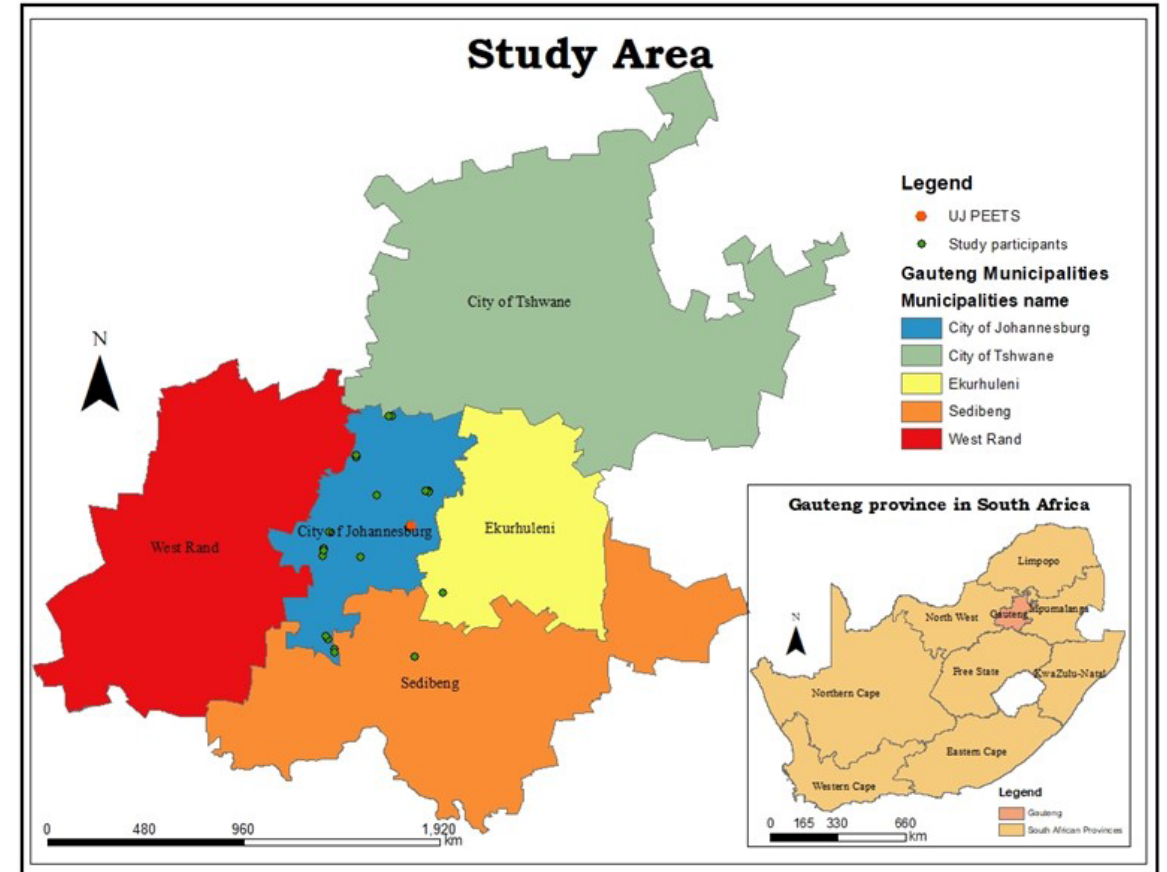 Study Area
Legend
UJ PEETS
Study participants
Gauteng Municipalities
Municipalities name
City of Johannesburg
City of Tshwane
Ekurhuleni
Sedibeng
West Rand
City of Tshwane
N
West Rand
City of Johannesburg
Ekurhuleni
Sedibeng
0 480 960 1,920
km
Gauteng province in South Africa
Limpopo
N
North West
Gauteng
Mpumalanga
Free State
KwaZulu-Natal
Northern Cape
Eastern Cape
Western Cape
Legend
Gauteng
South African Provinces
0 165 330 660
km